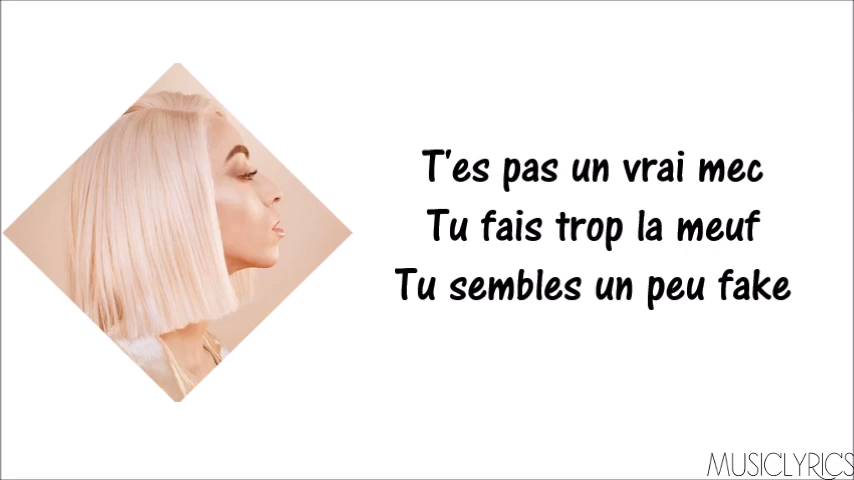 T'es pas un vrai mec
Tu fais trop la meuf
Tu sembles un peu fake
MUSICLYRICS